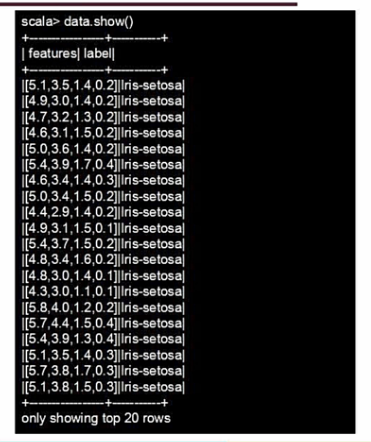 scala> data.show()
+-----------------+-----------+
| features| label|
+-----------------+-----------+
|[5.1,3.5,1.4,0.2]|Iris-setosa|
|[4.9,3.0,1.4,0.2]|Iris-setosa|
|[4.7,3.2,1.3,0.2]|Iris-setosa|
|[4.6,3.1,1.5,0.2]|Iris-setosa|
|[5.0,3.6,1.4,0.2]|Iris-setosa|
|[5.4,3.9,1.7,0.4]|Iris-setosa|
|[4.6,3.4,1.4,0.3]|Iris-setosa|
|[5.0,3.4,1.5,0.2]|Iris-setosa|
|[4.4,2.9,1.4,0.2]|Iris-setosa|
|[4.9,3.1,1.5,0.1]|Iris-setosa|
|[5.4,3.7,1.5,0.2]|Iris-setosa|
|[4.8,3.4,1.6,0.2]|Iris-setosa|
|[4.8,3.0,1.4,0.1]|Iris-setosa|
|[4.3,3.0,1.1,0.1]|Iris-setosa|
|[5.8,4.0,1.2,0.2]|Iris-setosa|
|[5.7,4.4,1.5,0.4]|Iris-setosa|
|[5.4,3.9,1.3,0.4]|Iris-setosa|
|[5.1,3.5,1.4,0.3]|Iris-setosa|
|[5.7,3.8,1.7,0.3]|Iris-setosa|
|[5.1,3.8,1.5,0.3]|Iris-setosa|
+-----------------+-----------+
only showing top 20 rows